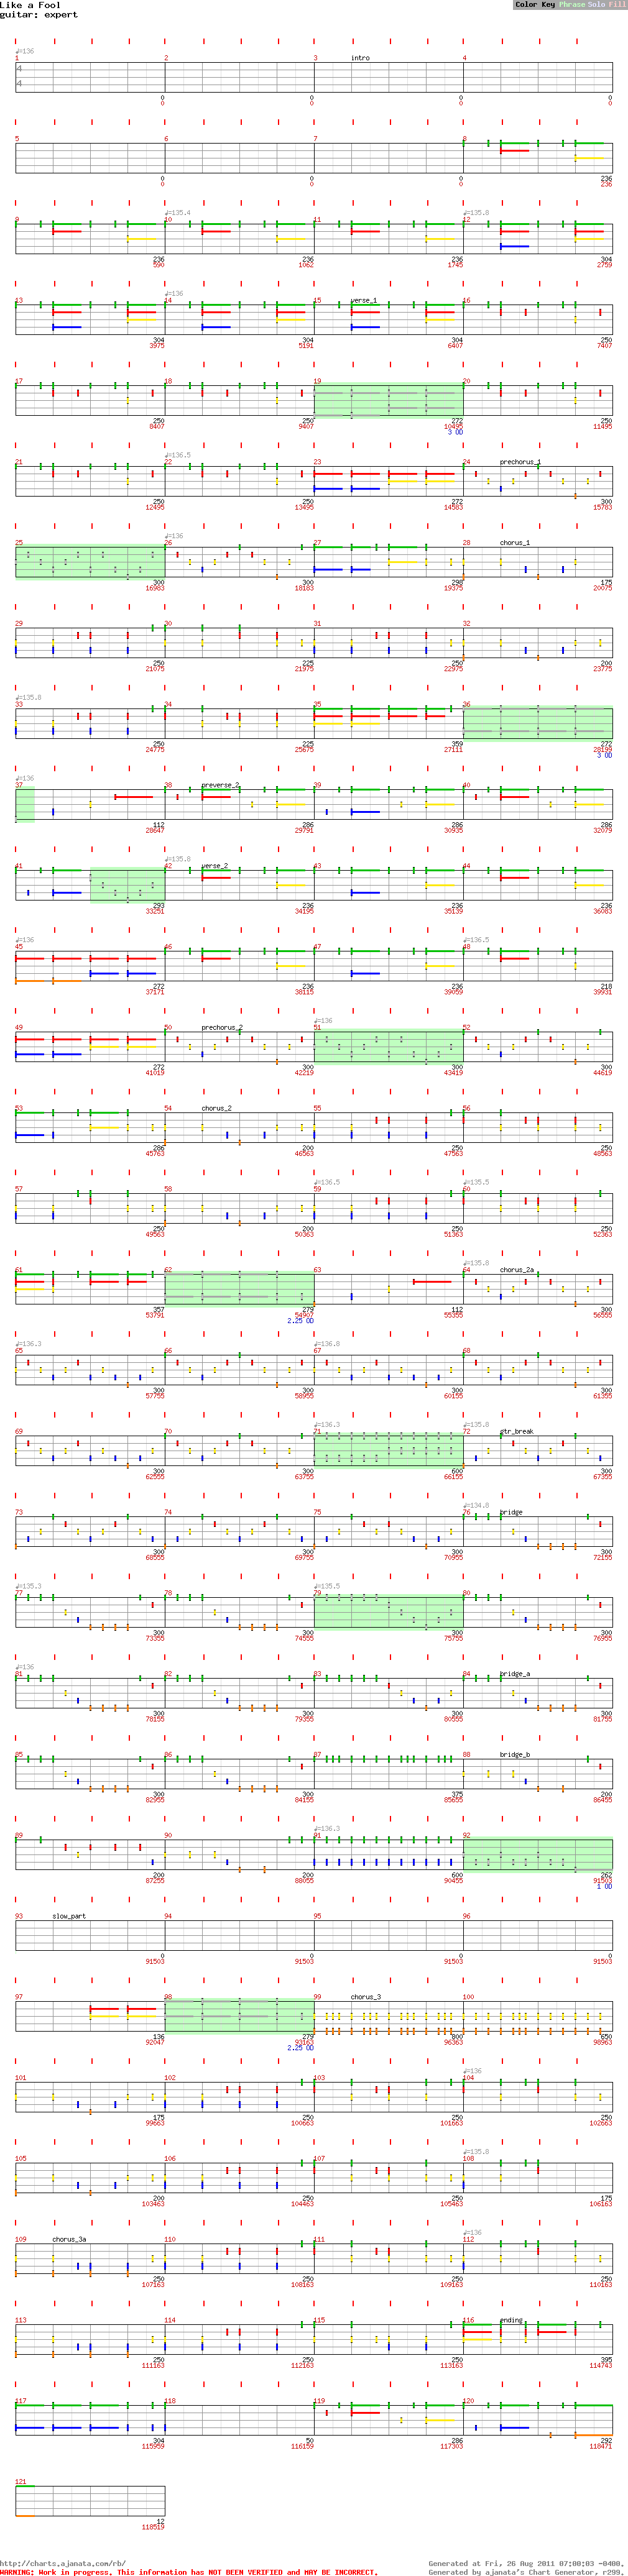 Like a Fool
guitar: expert
Color Key Phrase Solo Fill
♩=136
1 2 3 intro 4
0 0 0 0
0 0 0 0
5 6 7 8
0 0 0 236
0 0 0 236
♩=135.4 ♩=135.8
9 10 11 12
236 236 236 304
590 1062 1745 2759
♩=136
13 14 15 verse_1 16
304 304 304 250
3975 5191 6407 7407
17 18 19 20
250 250 272 250
8407 9407 10495 11495
3 OD
♩=136.5
21 22 23 24 prechorus_1
250 250 272 300
12495 13495 14583 15783
♩=136
25 26 27 28 chorus_1
300 300 298 175
16983 18183 19375 20075
29 30 31 32
250 225 250 200
21075 21975 22975 23775
♩=135.8
33 34 35 36
250 225 359 272
24775 25675 27111 28199
3 OD
♩=136
37 38 preverse_2 39 40
112 286 286 286
28647 29791 30935 32079
♩=135.8
41 42 verse_2 43 44
293 236 236 236
33251 34195 35139 36083
♩=136 ♩=136.5
45 46 47 48
272 236 236 218
37171 38115 39059 39931
♩=136
49 50 prechorus_2 51 52
272 300 300 300
41019 42219 43419 44619
53 54 chorus_2 55 56
286 200 250 250
45763 46563 47563 48563
♩=136.5 ♩=135.5
57 58 59 60
250 200 250 250
49563 50363 51363 52363
♩=135.8
61 62 63 64 chorus_2a
357 279 112 300
53791 54907 55355 56555
2.25 OD
♩=136.3 ♩=136.8
65 66 67 68
300 300 300 300
57755 58955 60155 61355
♩=136.3 ♩=135.8
69 70 71 72 gtr_break
300 300 600 300
62555 63755 66155 67355
♩=134.8
73 74 75 76 bridge
300 300 300 300
68555 69755 70955 72155
♩=135.3 ♩=135.5
77 78 79 80
300 300 300 300
73355 74555 75755 76955
♩=136
81 82 83 84 bridge_a
300 300 300 300
78155 79355 80555 81755
85 86 87 88 bridge_b
300 300 375 200
82955 84155 85655 86455
♩=136.3
89 90 91 92
200 200 600 262
87255 88055 90455 91503
1 OD
93 slow_part 94 95 96
0 0 0 0
91503 91503 91503 91503
97 98 99 chorus_3 100
136 279 800 650
92047 93163 96363 98963
2.25 OD
♩=136
101 102 103 104
175 250 250 250
99663 100663 101663 102663
♩=135.8
105 106 107 108
200 250 250 175
103463 104463 105463 106163
♩=136
109 chorus_3a 110 111 112
250 250 250 250
107163 108163 109163 110163
113 114 115 116 ending
250 250 250 395
111163 112163 113163 114743
117 118 119 120
304 50 286 292
115959 116159 117303 118471
121
12
118519
http://charts.ajanata.com/rb/ Generated at Fri, 26 Aug 2011 07:00:03 -0400.
WARNING: Work in progress. This information has NOT BEEN VERIFIED and MAY BE INCORRECT. Generated by ajanata's Chart Generator, r299.